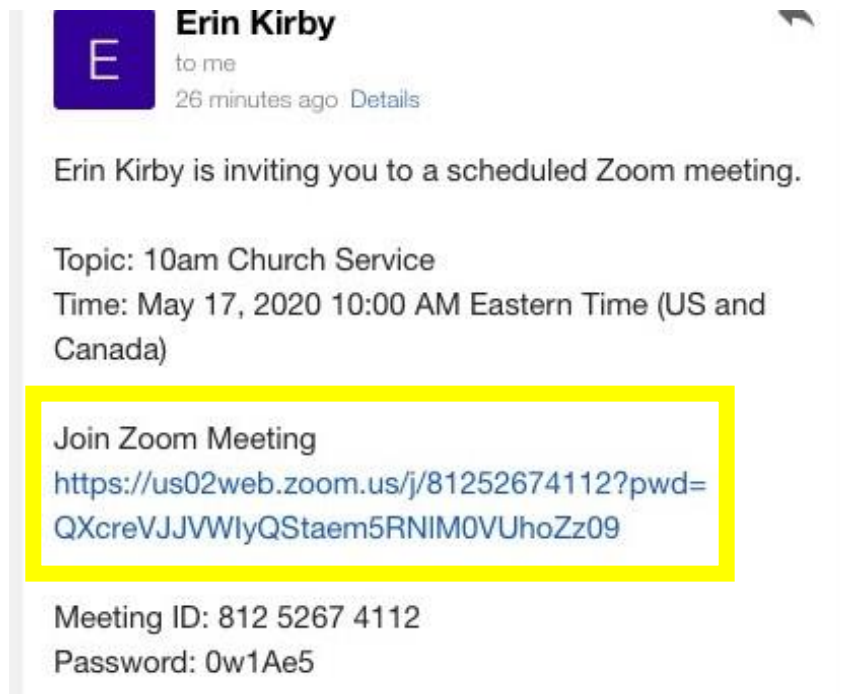 E
Erin Kirby
to me
26 minutes ago Details
Erin Kirby is inviting you to a scheduled Zoom meeting.
Topic: 10am Church Service
Time: May 17, 2020 10:00 AM Eastern Time (US and
Canada)
Join Zoom Meeting
https://us02web.zoom.us/j/81252674112?pwd=
QXcreVJJVWIyQStaem5RNlM0VUhoZz09
Meeting ID: 812 5267 4112
Password: 0w1Ae5